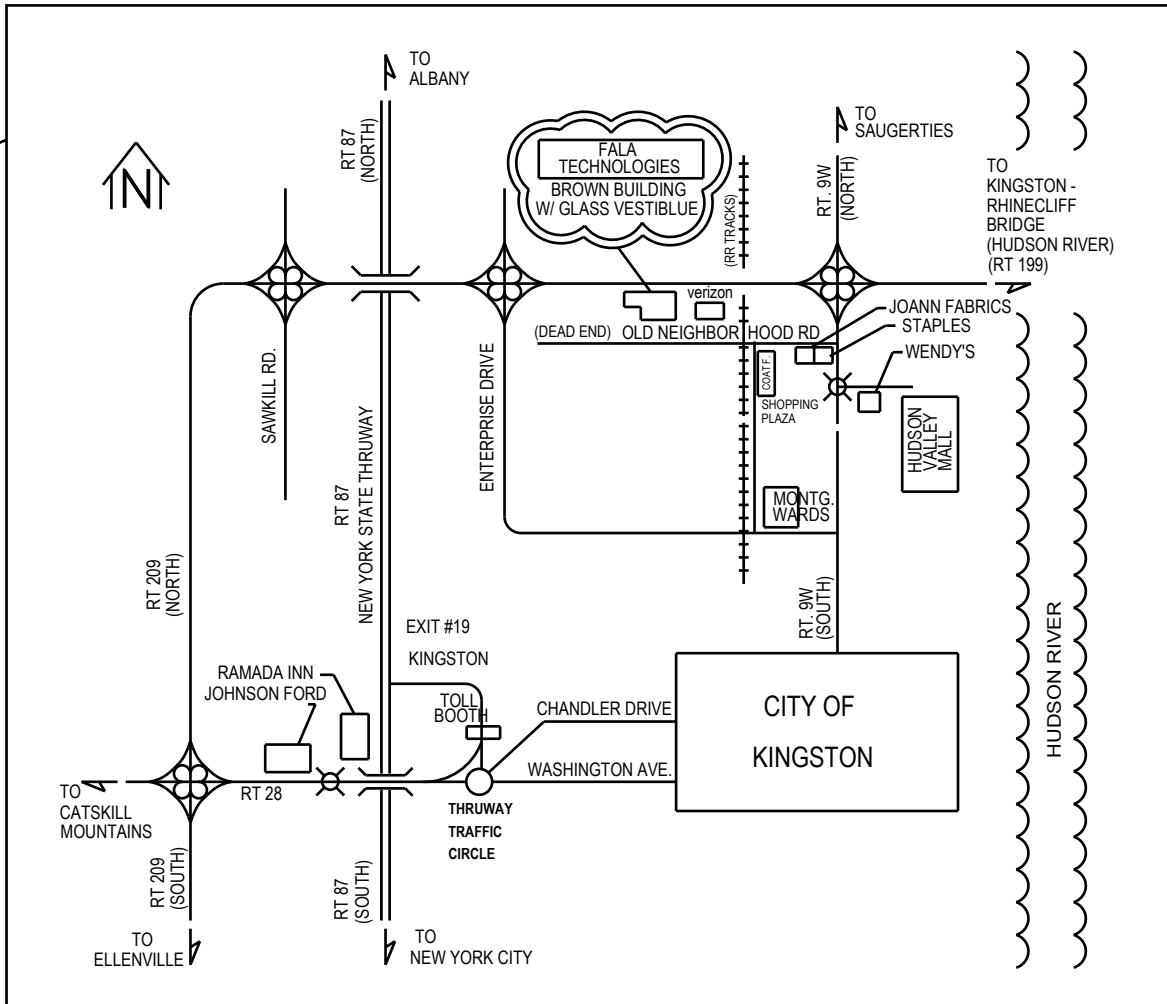 TO
ALBANY
RT 87
(NORTH)
N
FALA
TECHNOLOGIES
BROWN BUILDING
W/ GLASS VESTIBLUE
(RR TRACKS)
RT. 9W
(NORTH)
TO
SAUGERTIES
TO
KINGSTON -
RHINECLIFF
BRIDGE
(HUDSON RIVER)
(RT 199)
verizon
JOANN FABRICS
STAPLES
WENDY'S
(DEAD END) OLD NEIGHBOR HOOD RD
SAWKILL RD.
RT 87
NEW YORK STATE THRUWAY
ENTERPRISE DRIVE
COAT F.
SHOPPING
PLAZA
HUDSON
VALLEY
MALL
MONTG.
WARDS
RT 209
(NORTH)
RT. 9W
(SOUTH)
EXIT #19
KINGSTON
RAMADA INN
JOHNSON FORD
TOLL
BOOTH
CHANDLER DRIVE
CITY OF
KINGSTON
HUDSON RIVER
WASHINGTON AVE.
TO
CATSKILL
MOUNTAINS
RT 28
THRUWAY
TRAFFIC
CIRCLE
RT 209
(SOUTH)
RT 87
(SOUTH)
TO
ELLENVILLE
TO
NEW YORK CITY